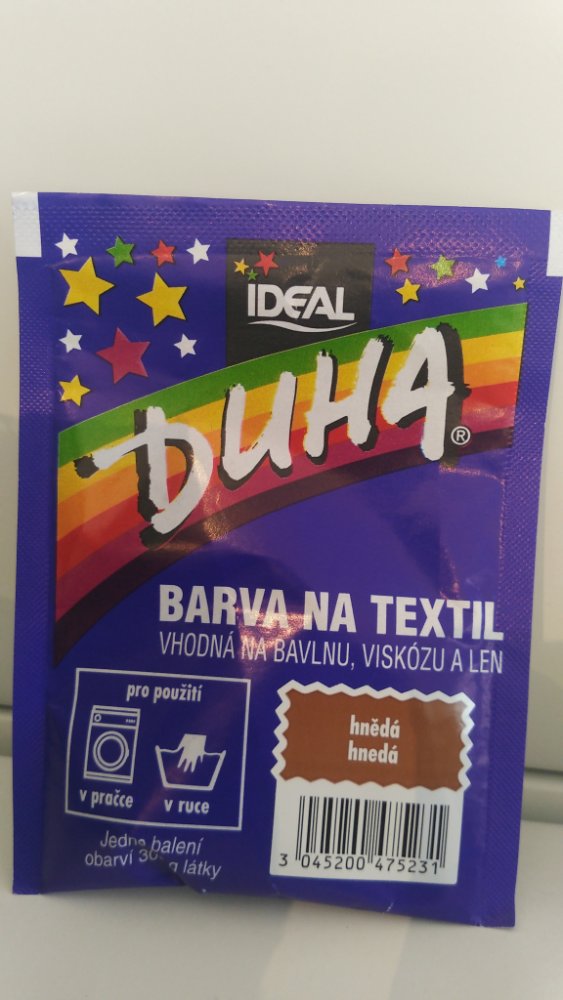 IDEAL
DUHA®
BARVA NA TEXTIL
VHODNÁ NA BAVLNU, VISKÓZU A LEN
pro použití
v pračce
v ruce
Jedno balení
obarví g látky
hnědá
hnedá
3 045200 475231